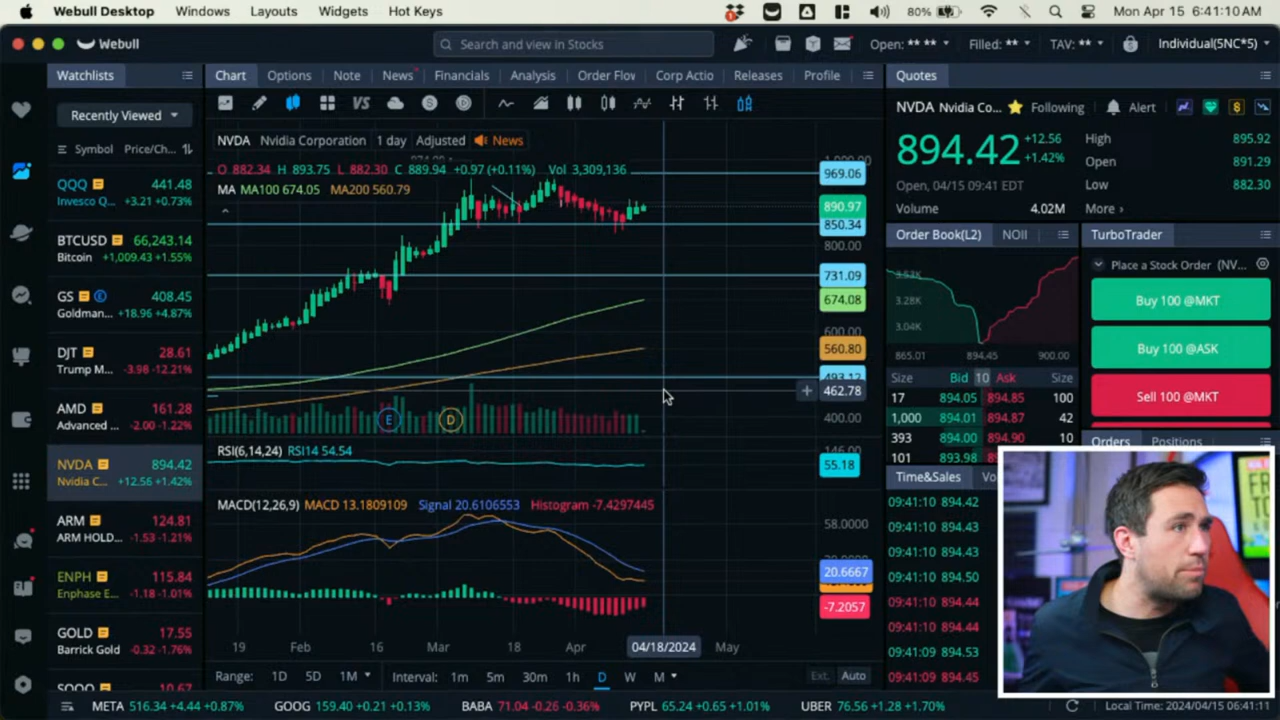 Webull Desktop Windows Layouts Widgets Hot Keys 80% Mon Apr 15 6:41:10 AM
Webull Search and view in Stocks Open: ** ** Filled: ** TAV: ** Individual(5NC*5)
Watchlists Chart Options Note News Financials Analysis Order Flov Corp Actio Releases Profile Quotes
Recently Viewed
Symbol Price/Ch...
QQQ 441.48
Invesco Q... +3.21 +0.73%
BTCUSD 66,243.14
Bitcoin +1,009.43 +1.55%
GS E 408.45
Goldman... +18.96 +4.87%
DJT 28.61
Trump M... -3.98 -12.21%
AMD 161.28
Advanced ... -2.00 -1.22%
NVDA 894.42
Nvidia C... +12.56 +1.42%
ARM 124.81
ARM HOLD... -1.53 -1.21%
ENPH 115.84
Enphase E... -1.18 -1.01%
GOLD 17.55
Barrick Gold -0.32 -1.76%
SOFO 10.67
VS S
NVDA Nvidia Corporation 1 day Adjusted News
O 882.34 H 893.75 L 882.30 C 889.94 +0.97 (+0.11%) Vol 3,309,136
MA MA100 674.05 MA200 560.79
969.06
890.97
850.34
800.00
731.09
674.08
600.00
560.80
493.12
462.78
400.00
E D
RSI(6,14,24) RSI14 54.54
146.00
55.18
MACD(12,26,9) MACD 13.1809109 Signal 20.6106553 Histogram -7.4297445
58.0000
20.6667
-7.2057
19 Feb 16 Mar 18 Apr 04/18/2024 May
Range: 1D 5D 1M Interval: 1m 5m 30m 1h D W M Ext. Auto
NVDA Nvidia Co... Following Alert $
894.42 +12.56
+1.42%
High 895.92
Open 891.29
Low 882.30
Open, 04/15 09:41 EDT
Volume 4.02M More
Order Book(L2) NOII
3.53K
3.28K
3.04K
865.01 894.45 900.00
Size Bid 10 Ask Size
17 894.05 894.85 100
1,000 894.01 894.87 42
393 894.00 894.90 10
101 893.98
TurboTrader
Place a Stock Order (NV...
Buy 100 @MKT
Buy 100 @ASK
Sell 100 @MKT
Orders Positions
Time&Sales Vo
09:41:10 894.42
09:41:10 894.43
09:41:10 894.43
09:41:10 894.50
09:41:10 894.44
09:41:10 894.44
09:41:10 894.53
09:41:10 894.45
META 516.34 +4.44 +0.87% GOOG 159.40 +0.21 +0.13% BABA 71.04 -0.26 -0.36% PYPL 65.24 +0.65 +1.01% UBER 76.56 +1.28 +1.70% Local Time: 2024/04/15 06:41:11